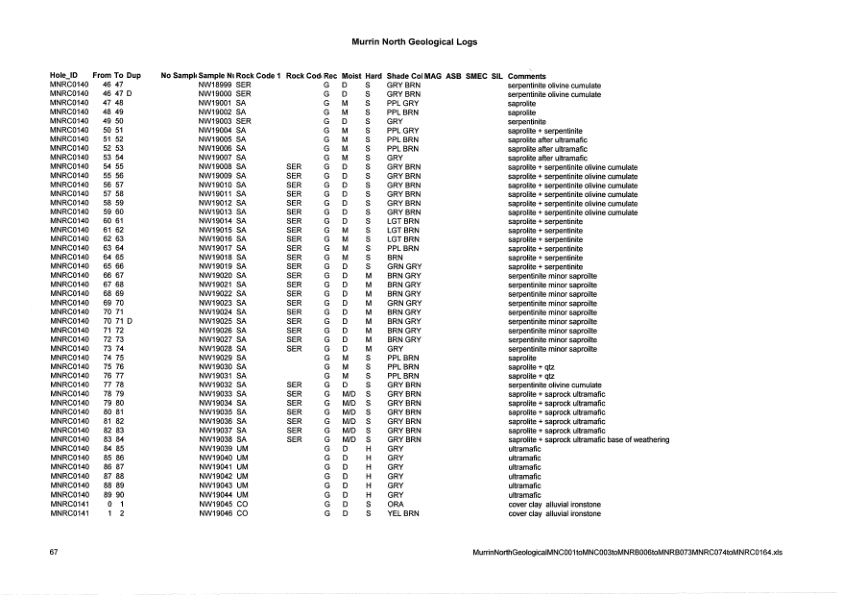 Murrin North Geological Logs
Hole_ID From To Dup No Sampl Sample N Rock Code 1 Rock Cod Rec Moist Hard Shade Col MAG ASB SMEC SIL Comments
MNRC0140 46 47 NW18999 SER G D S GRY BRN serpentinite olivine cumulate
MNRC0140 46 47 D NW19000 SER G D S GRY BRN serpentinite olivine cumulate
MNRC0140 47 48 NW19001 SA G M S PPL GRY saprolite
MNRC0140 48 49 NW19002 SA G M S PPL BRN saprolite
MNRC0140 49 50 NW19003 SER G D S GRY serpentinite
MNRC0140 50 51 NW19004 SA G M S PPL GRY saprolite + serpentinite
MNRC0140 51 52 NW19005 SA G M S PPL BRN saprolite after ultramafic
MNRC0140 52 53 NW19006 SA G M S PPL BRN saprolite after ultramafic
MNRC0140 53 54 NW19007 SA G M S GRY saprolite after ultramafic
MNRC0140 54 55 NW19008 SA SER G D S GRY BRN saprolite + serpentinite olivine cumulate
MNRC0140 55 56 NW19009 SA SER G D S GRY BRN saprolite + serpentinite olivine cumulate
MNRC0140 56 57 NW19010 SA SER G D S GRY BRN saprolite + serpentinite olivine cumulate
MNRC0140 57 58 NW19011 SA SER G D S GRY BRN saprolite + serpentinite olivine cumulate
MNRC0140 58 59 NW19012 SA SER G D S GRY BRN saprolite + serpentinite olivine cumulate
MNRC0140 59 60 NW19013 SA SER G D S GRY BRN saprolite + serpentinite olivine cumulate
MNRC0140 60 61 NW19014 SA SER G D S LGT BRN saprolite + serpentinite
MNRC0140 61 62 NW19015 SA SER G M S LGT BRN saprolite + serpentinite
MNRC0140 62 63 NW19016 SA SER G M S LGT BRN saprolite + serpentinite
MNRC0140 63 64 NW19017 SA SER G M S PPL BRN saprolite + serpentinite
MNRC0140 64 65 NW19018 SA SER G M S BRN saprolite + serpentinite
MNRC0140 65 66 NW19019 SA SER G D S GRN GRY saprolite + serpentinite
MNRC0140 66 67 NW19020 SA SER G D M BRN GRY serpentinite minor saproilte
MNRC0140 67 68 NW19021 SA SER G D M BRN GRY serpentinite minor saproilte
MNRC0140 68 69 NW19022 SA SER G D M BRN GRY serpentinite minor saproilte
MNRC0140 69 70 NW19023 SA SER G D M GRN GRY serpentinite minor saproilte
MNRC0140 70 71 NW19024 SA SER G D M BRN GRY serpentinite minor saproilte
MNRC0140 70 71 D NW19025 SA SER G D M BRN GRY serpentinite minor saproilte
MNRC0140 71 72 NW19026 SA SER G D M BRN GRY serpentinite minor saproilte
MNRC0140 72 73 NW19027 SA SER G D M BRN GRY serpentinite minor saproilte
MNRC0140 73 74 NW19028 SA SER G D M GRY serpentinite minor saproilte
MNRC0140 74 75 NW19029 SA G M S PPL BRN saprolite
MNRC0140 75 76 NW19030 SA G M S PPL BRN saprolite + qtz
MNRC0140 76 77 NW19031 SA G M S PPL BRN saprolite + qtz
MNRC0140 77 78 NW19032 SA SER G D S GRY BRN serpentinite olivine cumulate
MNRC0140 78 79 NW19033 SA SER G M/D S GRY BRN saprolite + saprock ultramafic
MNRC0140 79 80 NW19034 SA SER G M/D S GRY BRN saprolite + saprock ultramafic
MNRC0140 80 81 NW19035 SA SER G M/D S GRY BRN saprolite + saprock ultramafic
MNRC0140 81 82 NW19036 SA SER G M/D S GRY BRN saprolite + saprock ultramafic
MNRC0140 82 83 NW19037 SA SER G M/D S GRY BRN saprolite + saprock ultramafic
MNRC0140 83 84 NW19038 SA SER G M/D S GRY BRN saprolite + saprock ultramafic base of weathering
MNRC0140 84 85 NW19039 UM G D H GRY ultramafic
MNRC0140 85 86 NW19040 UM G D H GRY ultramafic
MNRC0140 86 87 NW19041 UM G D H GRY ultramafic
MNRC0140 87 88 NW19042 UM G D H GRY ultramafic
MNRC0140 88 89 NW19043 UM G D H GRY ultramafic
MNRC0140 89 90 NW19044 UM G D H GRY ultramafic
MNRC0141 0 1 NW19045 CO G D S ORA cover clay alluvial ironstone
MNRC0141 1 2 NW19046 CO G D S YEL BRN cover clay alluvial ironstone
67 MurrinNorthGeologicalMNC001toMNC003toMNRB006toMNRB073MNRC074toMNRC0164.xls